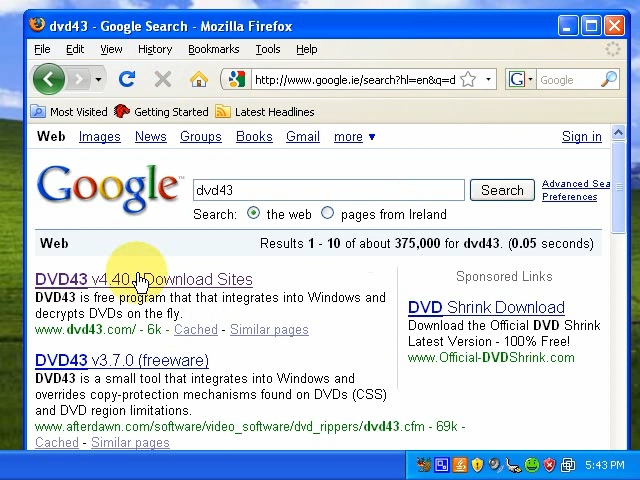 dvd43 - Google Search - Mozilla Firefox
File Edit View History Bookmarks Tools Help
http://www.google.ie/search?hl=en&q=d
G Google
Most Visited Getting Started Latest Headlines
Web Images News Groups Books Gmail more ▼ Sign in
Google™ dvd43 Search Advanced Sea
Preferences
Search: the web pages from Ireland
Web Results 1 - 10 of about 375,000 for dvd43. (0.05 seconds)
DVD43 v4.40 Download Sites
DVD43 is free program that that integrates into Windows and
decrypts DVDs on the fly.
www.dvd43.com/ - 6k - Cached - Similar pages
DVD43 v3.7.0 (freeware)
DVD43 is a small tool that integrates into Windows and
overrides copy-protection mechanisms found on DVDs (CSS)
and DVD region limitations.
www.afterdawn.com/software/video_software/dvd_rippers/dvd43.cfm - 69k -
Cached - Similar pages
Sponsored Links
DVD Shrink Download
Download the Official DVD Shrink
Latest Version - 100% Free!
www.Official-DVDShrink.com
5:43 PM